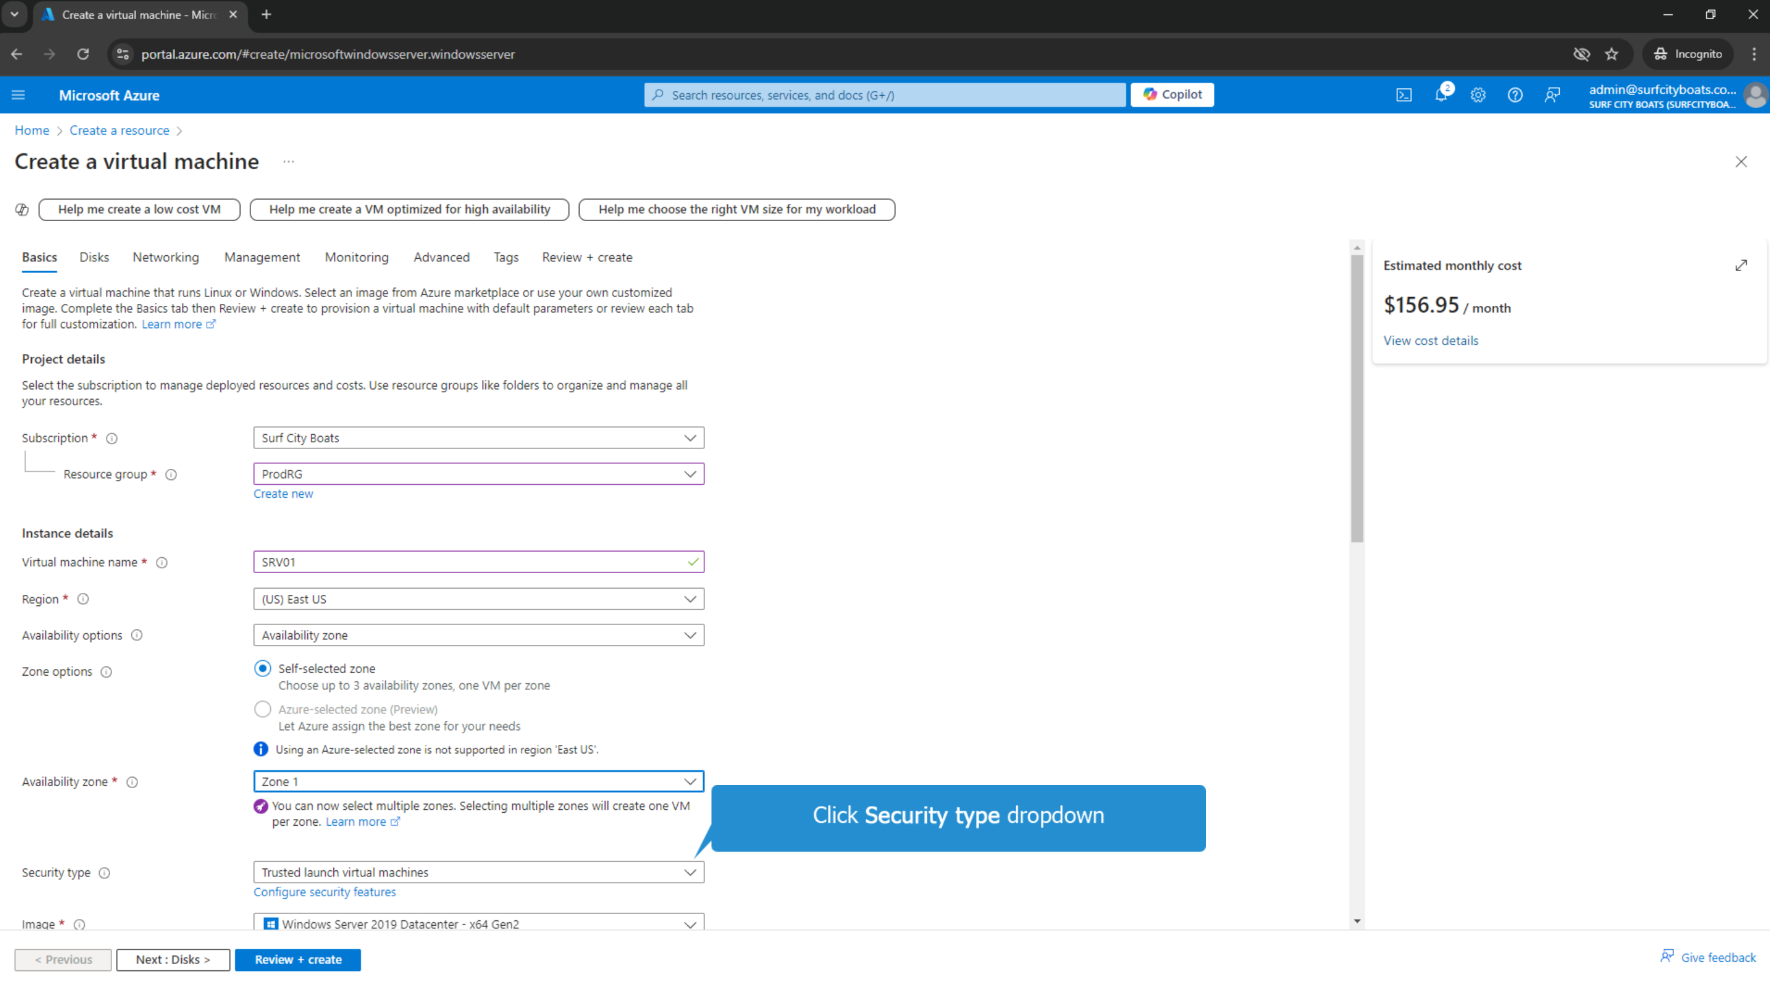 Create a virtual machine - Micr
portal.azure.com/#create/microsoftwindowsserver.windowsserver
Incognito
Microsoft Azure
Search resources, services, and docs (G+/)
Copilot
2
admin@surfcityboats.co...
SURF CITY BOATS (SURFCITYBOA...
Home > Create a resource >
Create a virtual machine ...
Help me create a low cost VM
Help me create a VM optimized for high availability
Help me choose the right VM size for my workload
Basics
Disks
Networking
Management
Monitoring
Advanced
Tags
Review + create
Create a virtual machine that runs Linux or Windows. Select an image from Azure marketplace or use your own customized
image. Complete the Basics tab then Review + create to provision a virtual machine with default parameters or review each tab
for full customization. Learn more
Project details
Select the subscription to manage deployed resources and costs. Use resource groups like folders to organize and manage all
your resources.
Subscription *
Surf City Boats
Resource group *
ProdRG
Create new
Instance details
Virtual machine name *
SRV01
Region *
(US) East US
Availability options
Availability zone
Zone options
Self-selected zone
Choose up to 3 availability zones, one VM per zone
Azure-selected zone (Preview)
Let Azure assign the best zone for your needs
Using an Azure-selected zone is not supported in region 'East US'.
Availability zone *
Zone 1
You can now select multiple zones. Selecting multiple zones will create one VM
per zone. Learn more
Click Security type dropdown
Security type
Trusted launch virtual machines
Configure security features
Image *
Windows Server 2019 Datacenter - x64 Gen2
Estimated monthly cost
$156.95 / month
View cost details
< Previous
Next : Disks >
Review + create
Give feedback